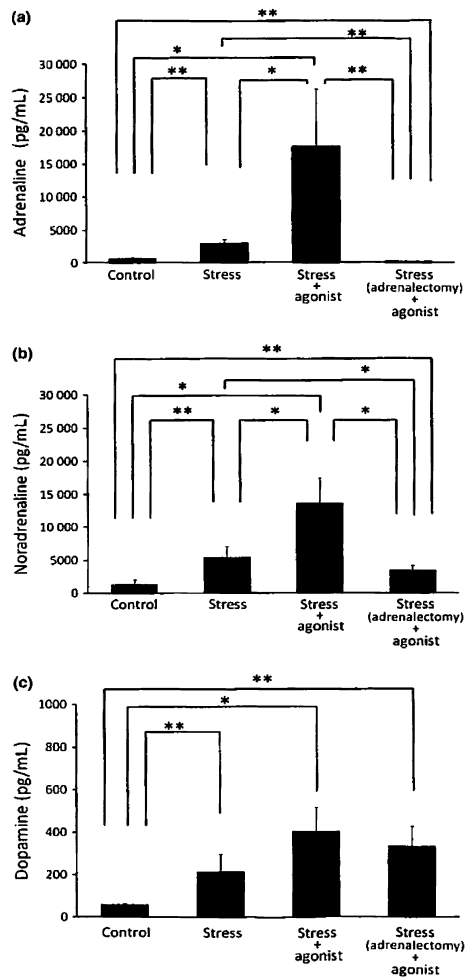 (a)
**
**
*
**
*
**
30 000
25 000
20 000
15 000
10 000
5000
0
Adrenaline (pg/mL)
Control
Stress
Stress
+
agonist
Stress
(adrenalectomy)
+
agonist
(b)
**
*
*
**
*
*
30 000
25 000
20 000
15 000
10 000
5000
0
Noradrenaline (pg/mL)
Control
Stress
Stress
+
agonist
Stress
(adrenalectomy)
+
agonist
(c)
**
*
**
1000
800
600
400
200
0
Dopamine (pg/mL)
Control
Stress
Stress
+
agonist
Stress
(adrenalectomy)
+
agonist